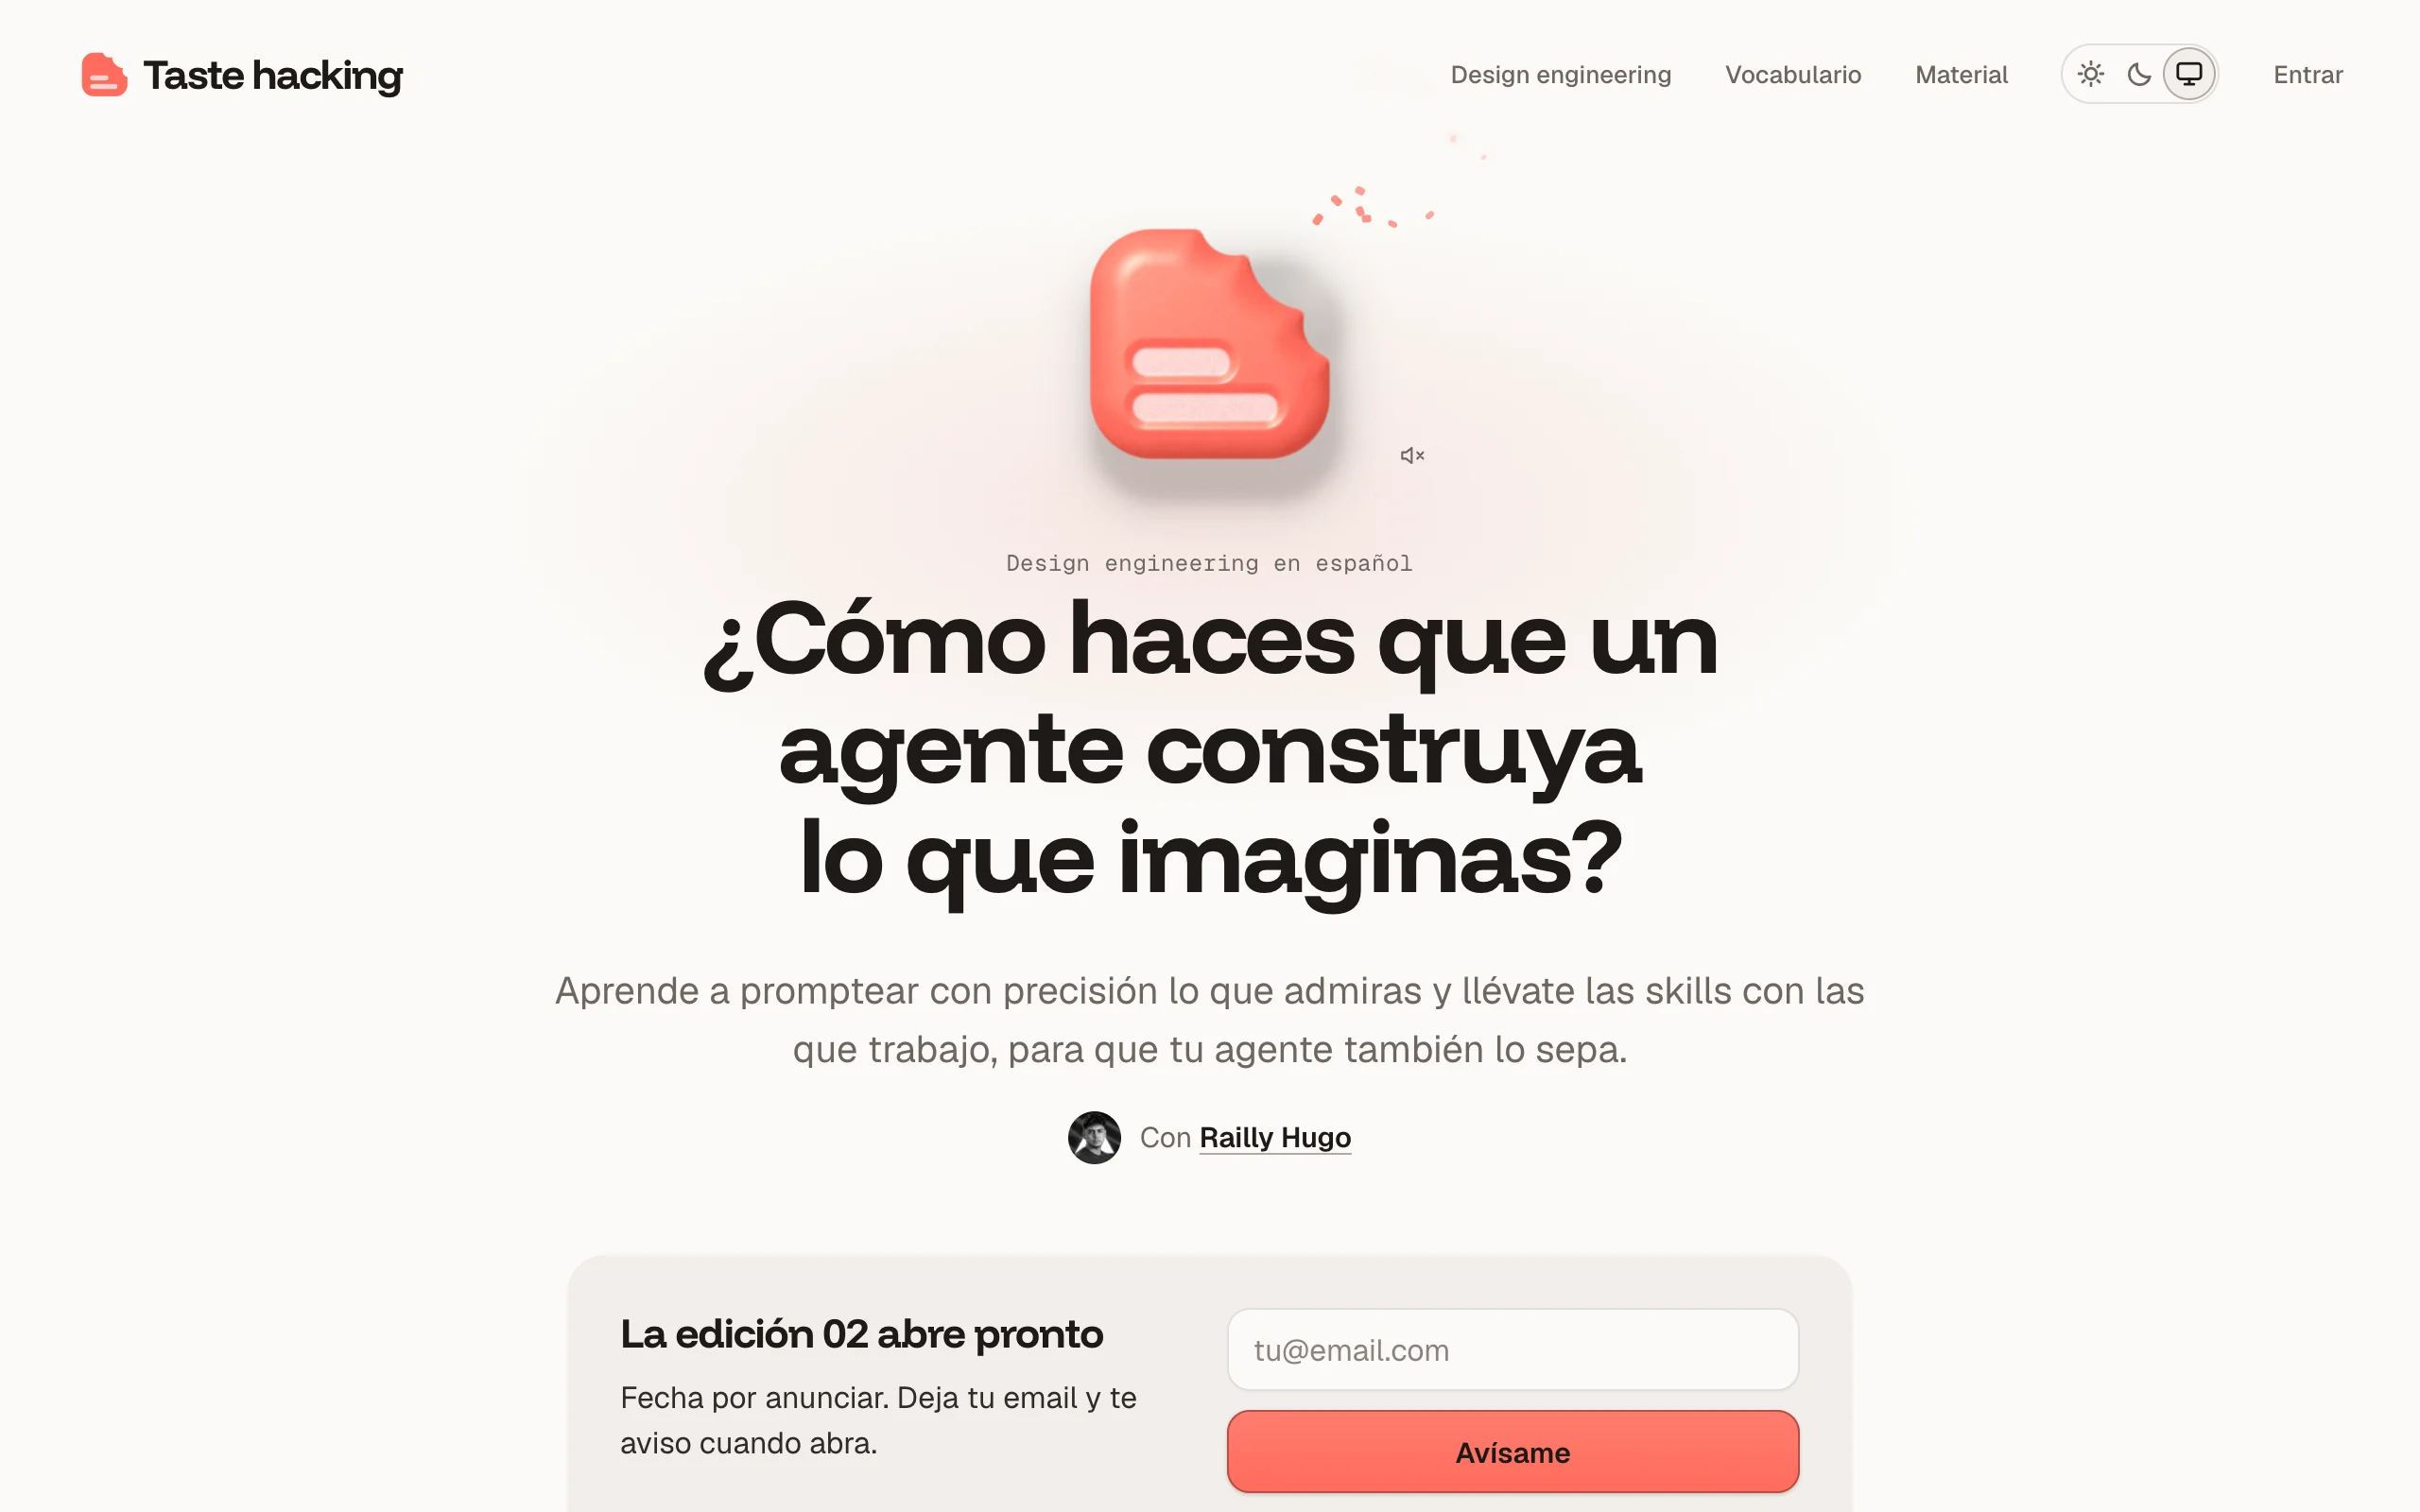 Taste hacking
Design engineering
Vocabulario
Material
Entrar
Design engineering en español
¿Cómo haces que un
agente construya
lo que imaginas?
Aprende a promptear con precisión lo que admiras y llévate las skills con las
que trabajo, para que tu agente también lo sepa.
Con Railly Hugo
La edición 02 abre pronto
Fecha por anunciar. Deja tu email y te
aviso cuando abra.
tu@email.com
Avísame